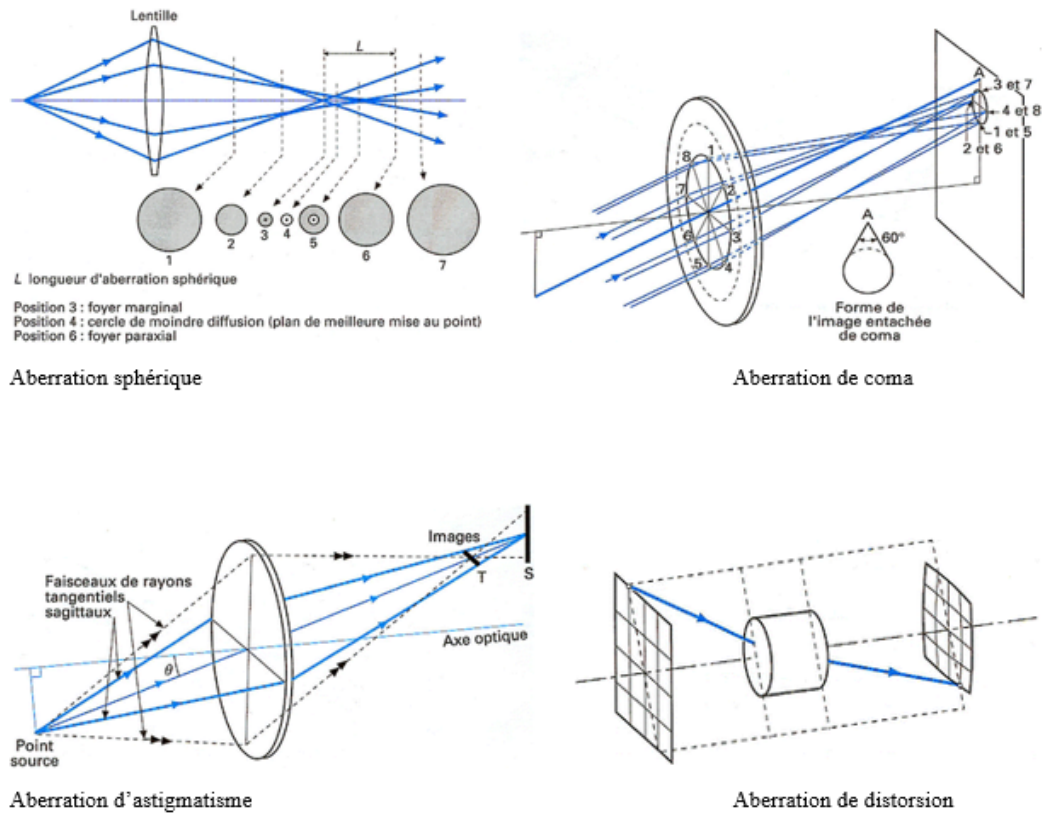 Lentille
L
1
2
3
4
5
6
7
L longueur d'aberration sphérique
Position 3 : foyer marginal
Position 4 : cercle de moindre diffusion (plan de meilleure mise au point)
Position 6 : foyer paraxial
Aberration sphérique
A
3 et 7
4 et 8
1 et 5
2 et 6
8
1
7
2
6
3
5
4
A
60°
Forme de
l'image entachée
de coma
Aberration de coma
Images
T
S
Faisceaux de rayons
tangentiels
sagittaux
Axe optique
θ
Point
source
Aberration d’astigmatisme
Aberration de distorsion